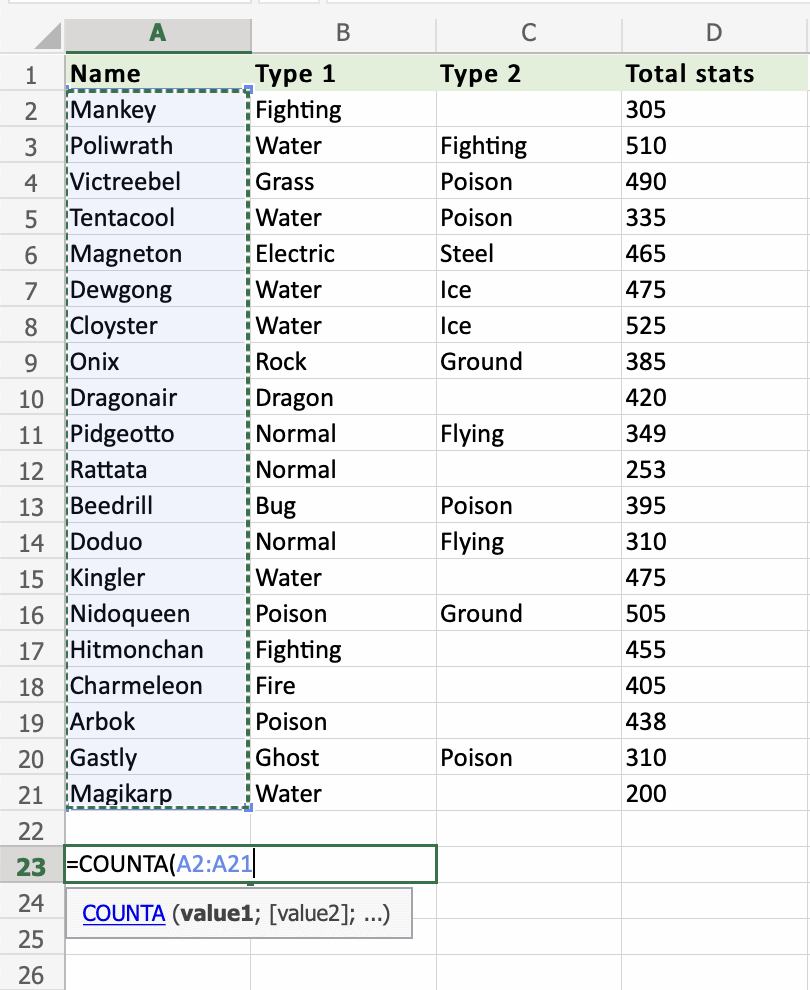 A B C D
1 Name Type 1 Type 2 Total stats
2 Mankey Fighting 305
3 Poliwrath Water Fighting 510
4 Victreebel Grass Poison 490
5 Tentacool Water Poison 335
6 Magneton Electric Steel 465
7 Dewgong Water Ice 475
8 Cloyster Water Ice 525
9 Onix Rock Ground 385
10 Dragonair Dragon 420
11 Pidgeotto Normal Flying 349
12 Rattata Normal 253
13 Beedrill Bug Poison 395
14 Doduo Normal Flying 310
15 Kingler Water 475
16 Nidoqueen Poison Ground 505
17 Hitmonchan Fighting 455
18 Charmeleon Fire 405
19 Arbok Poison 438
20 Gastly Ghost Poison 310
21 Magikarp Water 200
22
23 =COUNTA(A2:A21
24 COUNTA (value1; [value2]; ...)
25
26